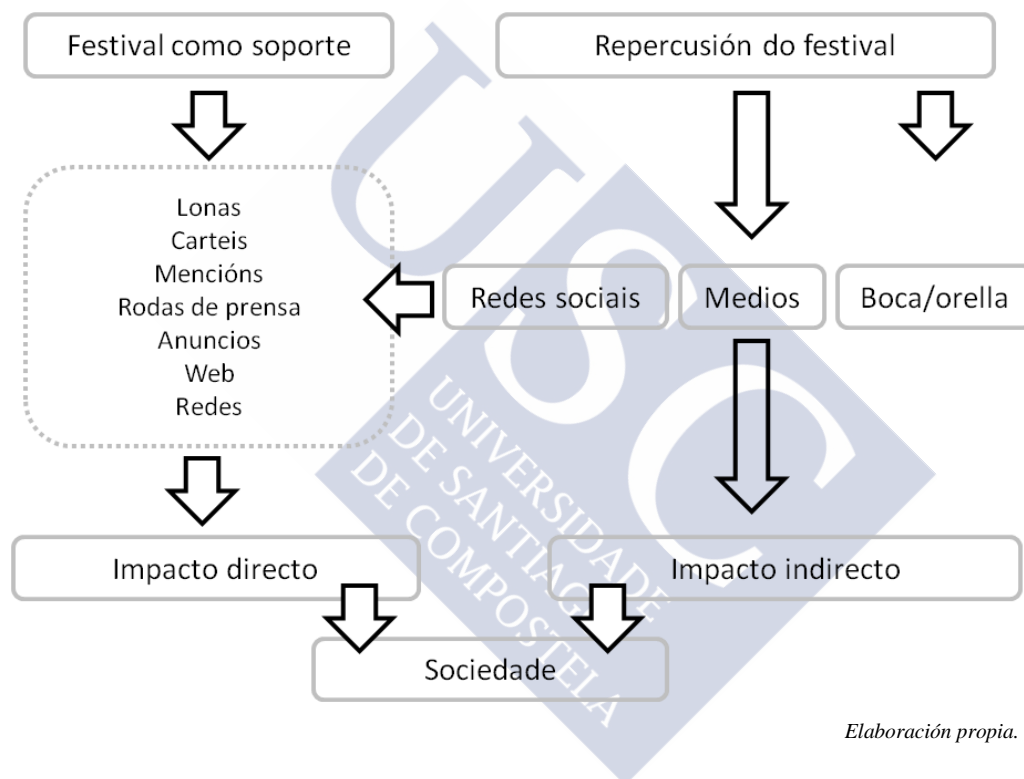 Festival como soporte
Repercusión do festival
Lonas
Carteis
Mencións
Rodas de prensa
Anuncios
Web
Redes
Redes sociais
Medios
Boca/orella
Impacto directo
Impacto indirecto
Sociedade
Elaboración propia.
USC
UNIVERSIDADE
DE SANTIAGO
DE COMPOSTELA